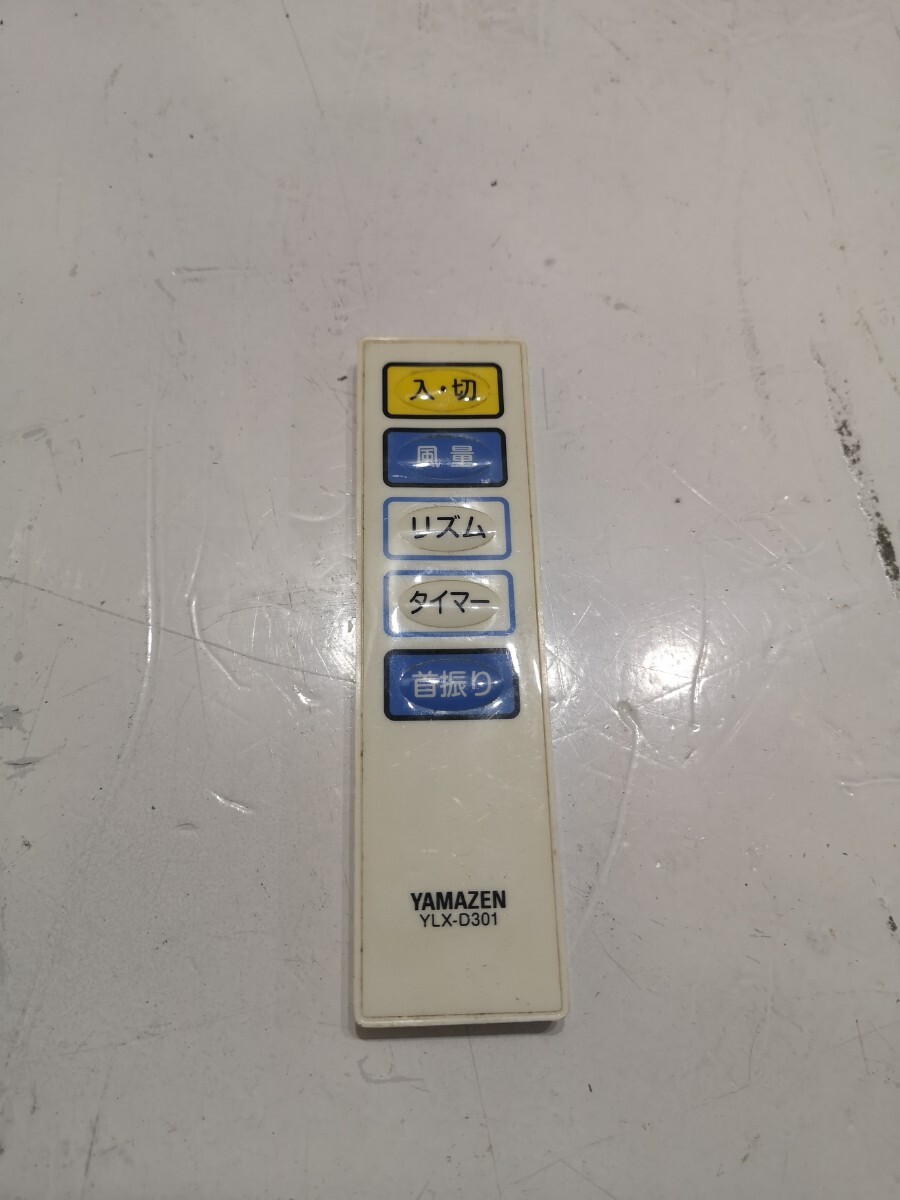 入・切
風量
リズム
タイマー
首振り
YAMAZEN
YLX-D301